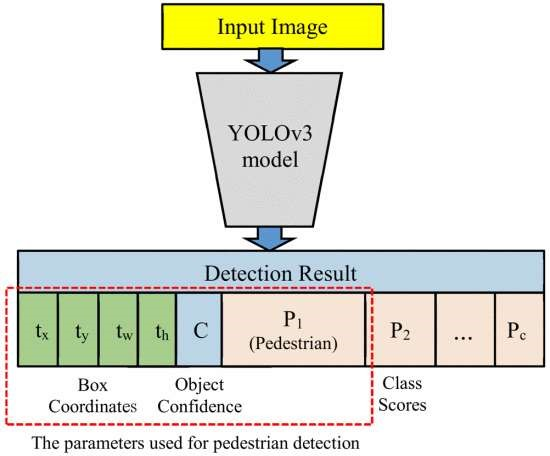 Input Image
YOLOv3
model
Detection Result
tx ty tw th C P1 P2 ... Pc
(Pedestrian)
Box Object Class
Coordinates Confidence Scores
The parameters used for pedestrian detection